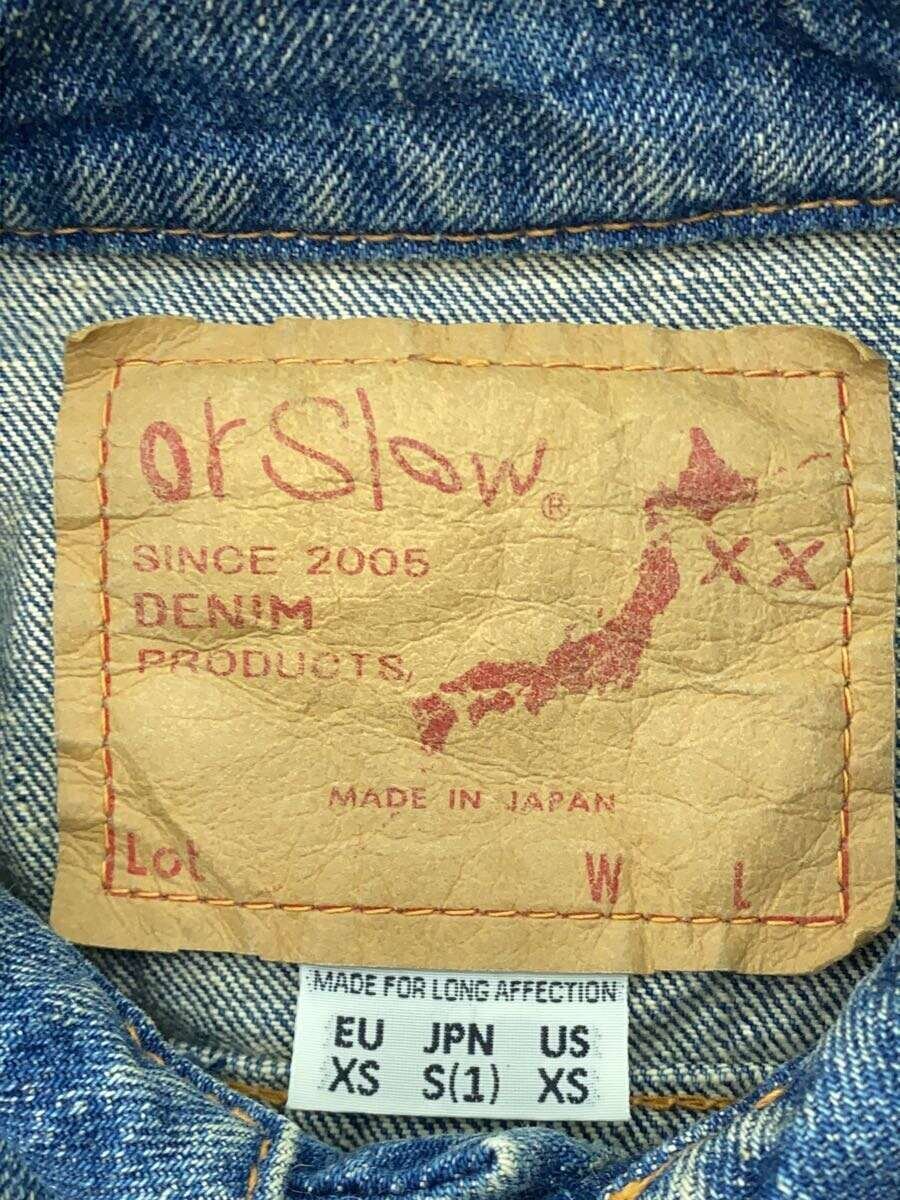 orSlow®
SINCE 2005
DENIM
PRODUCTS,
XX
MADE IN JAPAN
Lot W L
MADE FOR LONG AFFECTION
EU JPN US
XS S(1) XS